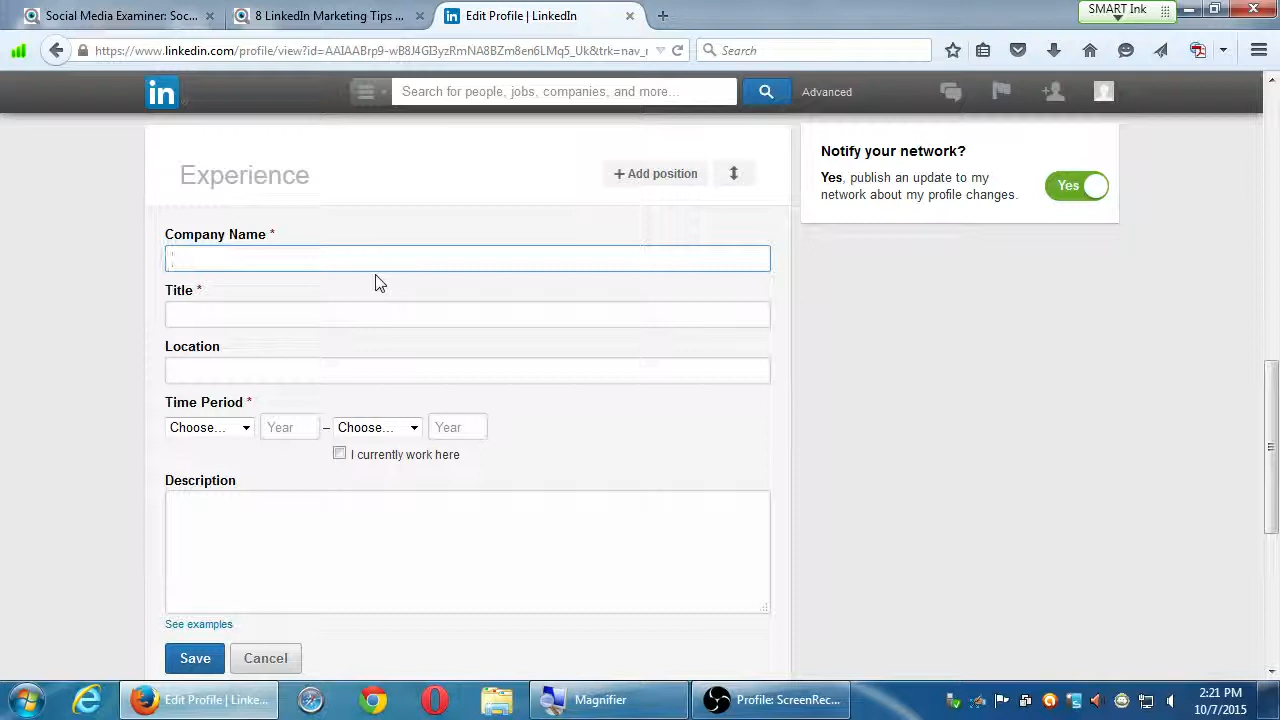 Social Media Examiner: Soc...
8 LinkedIn Marketing Tips ...
Edit Profile | LinkedIn
SMART Ink
https://www.linkedin.com/profile/view?id=AAIAABrp9-wB8J4GI3yzRmNA8BZm8en6LMq5_Uk&trk=nav_r
Search
in
Search for people, jobs, companies, and more...
Advanced
Experience
+ Add position
Notify your network?
Yes, publish an update to my
network about my profile changes.
Yes
Company Name *
Title *
Location
Time Period *
Choose...
Year
–
Choose...
Year
I currently work here
Description
See examples
Save
Cancel
Edit Profile | Linke...
Magnifier
Profile: ScreenRec...
2:21 PM
10/7/2015